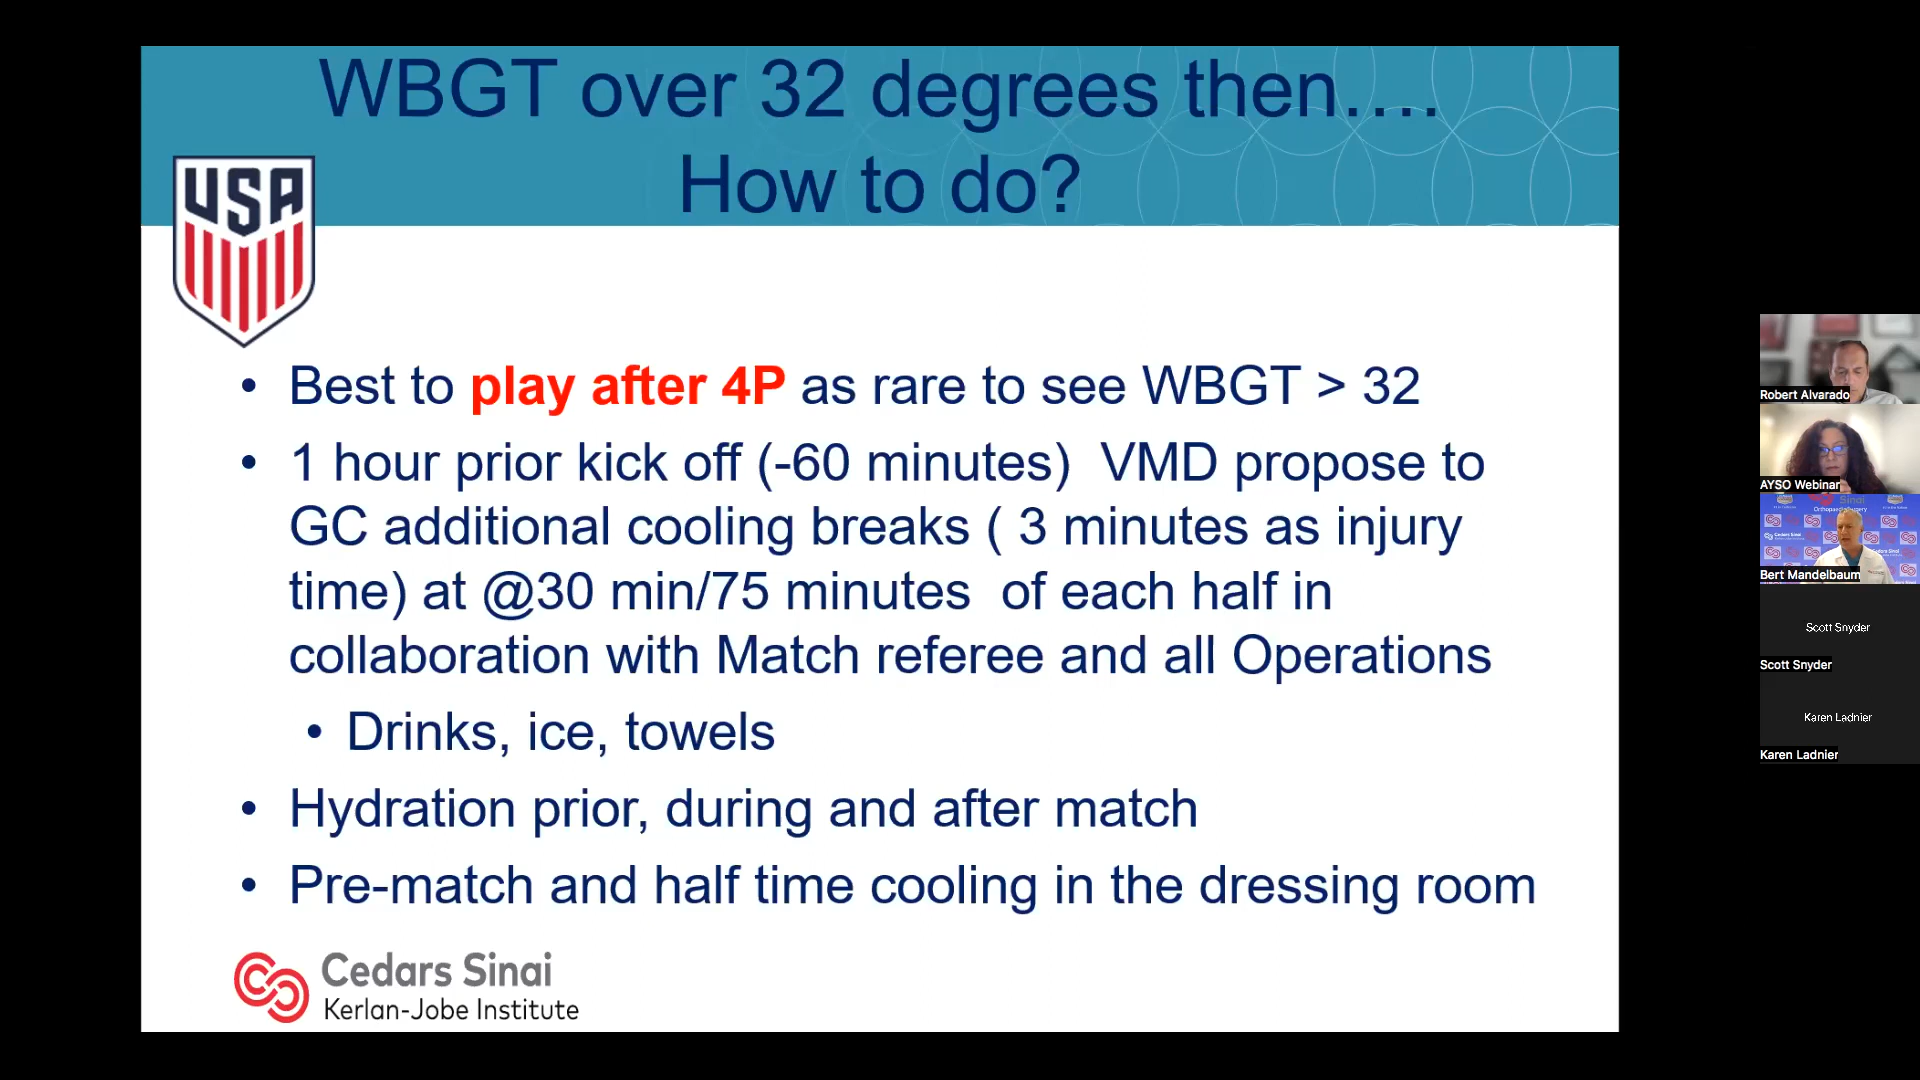 WBGT over 32 degrees then....
How to do?
USA
• Best to play after 4P as rare to see WBGT > 32
• 1 hour prior kick off (-60 minutes)  VMD propose to
GC additional cooling breaks ( 3 minutes as injury
time) at @30 min/75 minutes  of each half in
collaboration with Match referee and all Operations
• Drinks, ice, towels
• Hydration prior, during and after match
• Pre-match and half time cooling in the dressing room
Cedars Sinai
Kerlan-Jobe Institute
Robert Alvarado
AYSO Webinar
Bert Mandelbaum
Scott Snyder
Scott Snyder
Karen Ladnier
Karen Ladnier